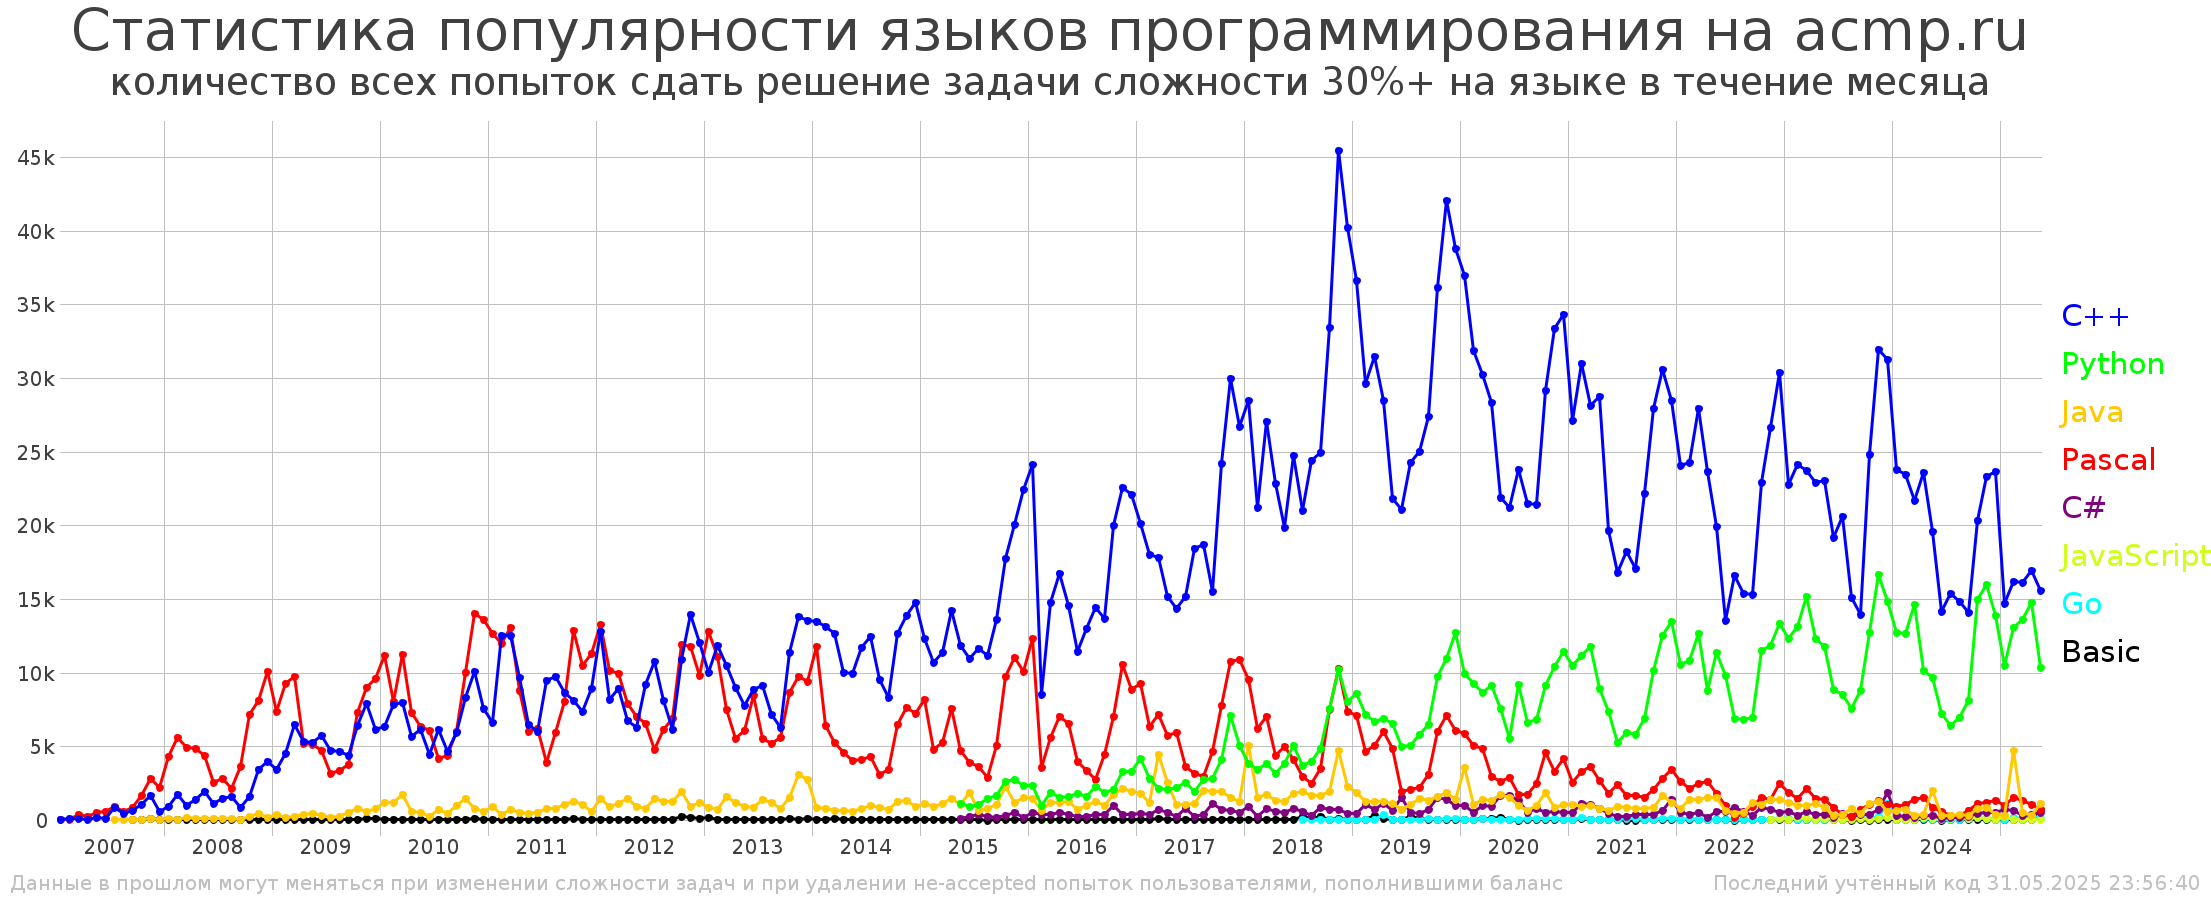 Статистика популярности языков программирования на acmp.ru
количество всех попыток сдать решение задачи сложности 30%+ на языке в течение месяца
45k
40k
35k
30k
25k
20k
15k
10k
5k
0
C++
Python
Java
Pascal
C#
JavaScript
Go
Basic
2007 2008 2009 2010 2011 2012 2013 2014 2015 2016 2017 2018 2019 2020 2021 2022 2023 2024
Данные в прошлом могут меняться при изменении сложности задач и при удалении не-accepted попыток пользователями, пополнившими баланс
Последний учтённый код 31.05.2025 23:56:40